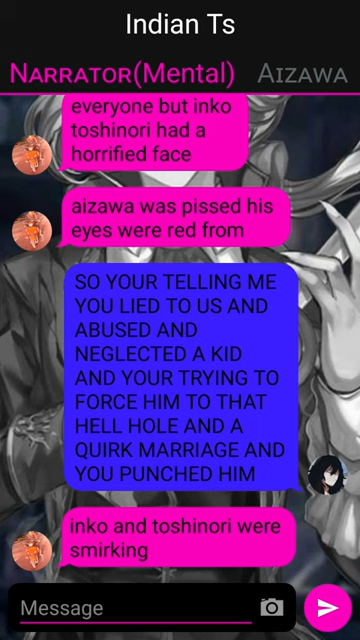 Indian Ts
NARRATOR(MENTAL) AIZAWA
everyone but inko
toshinori had a
horrified face
aizawa was pissed his
eyes were red from
SO YOUR TELLING ME
YOU LIED TO US AND
ABUSED AND
NEGLECTED A KID
AND YOUR TRYING TO
FORCE HIM TO THAT
HELL HOLE AND A
QUIRK MARRIAGE AND
YOU PUNCHED HIM
inko and toshinori were
smirking
Message